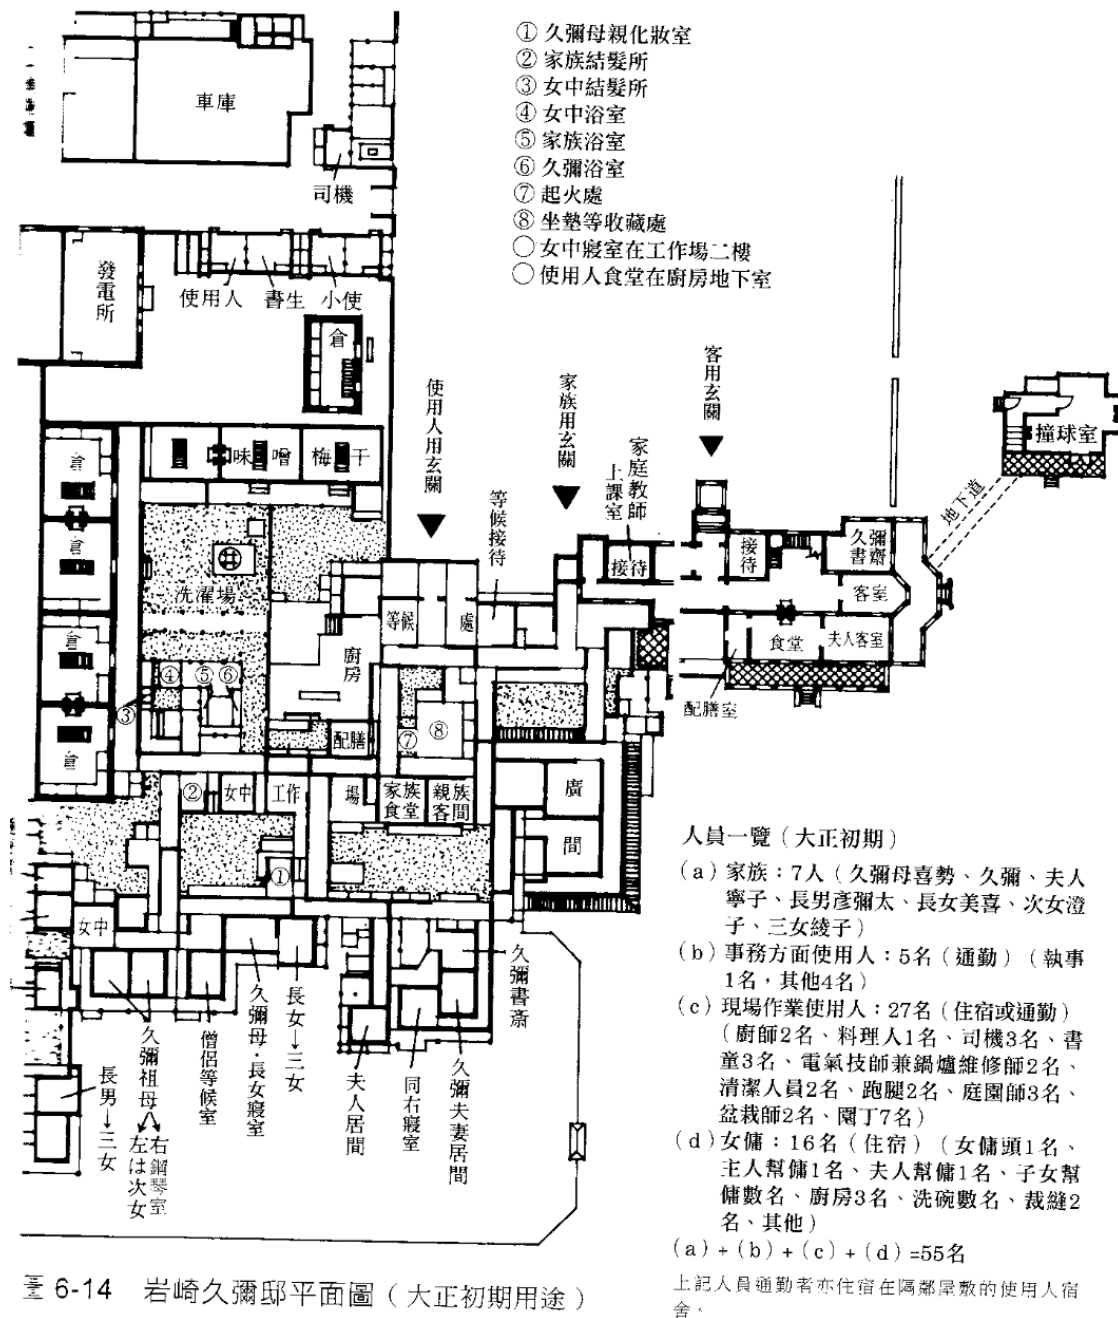 ① 久彌母親化妝室
② 家族結髮所
③ 女中結髮所
④ 女中浴室
⑤ 家族浴室
⑥ 久彌浴室
⑦ 起火處
⑧ 坐墊等收藏處
○ 女中寢室在工作場二樓
○ 使用人食堂在廚房地下室
車庫
司機
發電所
使用人
書生
小使
倉
使用人用玄關
家族用玄關
客用玄關
撞球室
地下道
倉
味噌
梅干
等候接待
家庭教師
上課室
接待
接待
久彌
書齋
客室
食堂
夫人客室
配膳室
倉
洗濯場
等候
處
廚房
倉
④
⑤
⑥
③
倉
配膳
⑦
⑧
②
女中
工作
場
家族
食堂
親族
客間
廣
間
①
女中
久彌書斎
長男→三女
久彌祖母
右鋼琴室
左は次女
僧侶等候室
久彌母・長女寢室
長女→三女
夫人居間
同右寢室
久彌夫妻居間
人員一覽（大正初期）
(a) 家族：7人（久彌母喜勢、久彌、夫人
寧子、長男彥彌太、長女美喜、次女澄
子、三女綾子）
(b) 事務方面使用人：5名（通勤）（執事
1名，其他4名）
(c) 現場作業使用人：27名（住宿或通勤）
（廚師2名、料理人1名、司機3名、書
童3名、電氣技師兼鍋爐維修師2名、
清潔人員2名、跑腿2名、庭園師3名、
盆栽師2名、園丁7名）
(d) 女傭：16名（住宿）（女傭頭1名、
主人幫傭1名、夫人幫傭1名、子女幫
傭數名、廚房3名、洗碗數名、裁縫2
名、其他）
(a) + (b) + (c) + (d) =55名
上記人員通勤者亦住宿在隔鄰屋敷的使用人宿
舍。
6-14 岩崎久彌邸平面圖（大正初期用途）